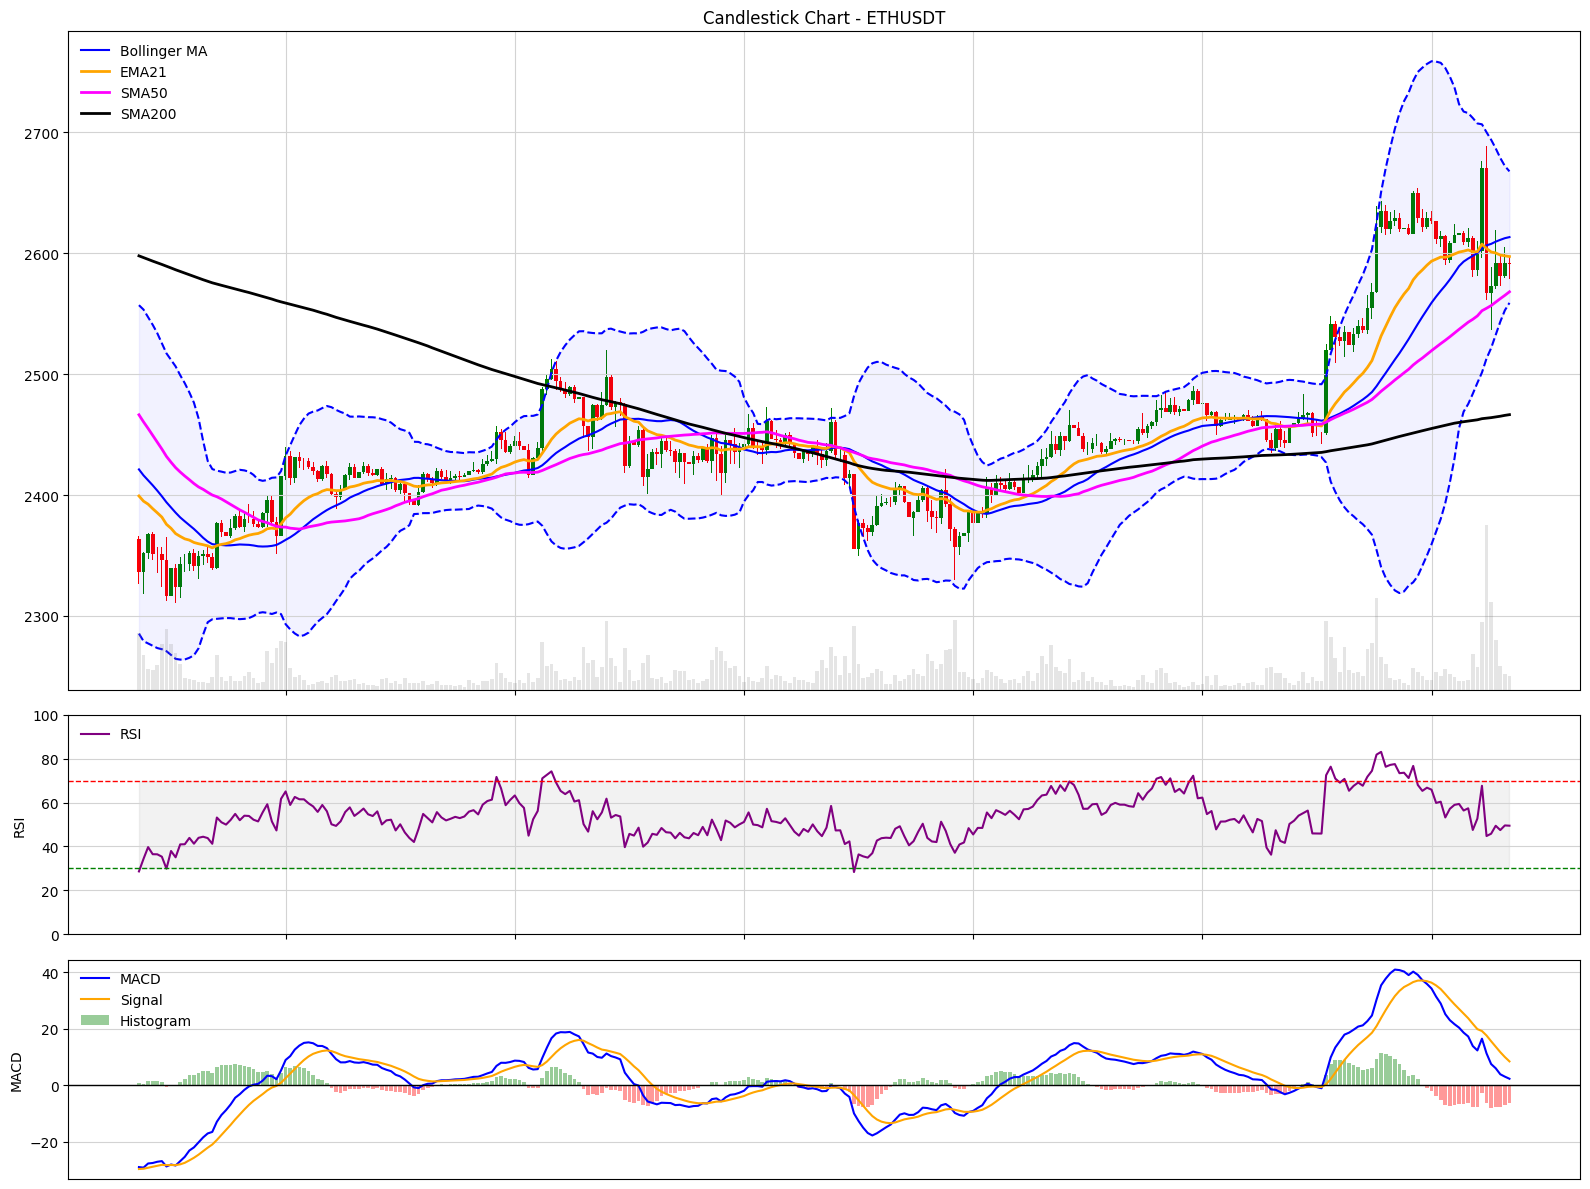 Candlestick Chart - ETHUSDT
Bollinger MA
EMA21
SMA50
SMA200
2700
2600
2500
2400
2300
RSI
100
80
60
40
20
0
RSI
MACD
Signal
Histogram
40
20
0
−20
MACD